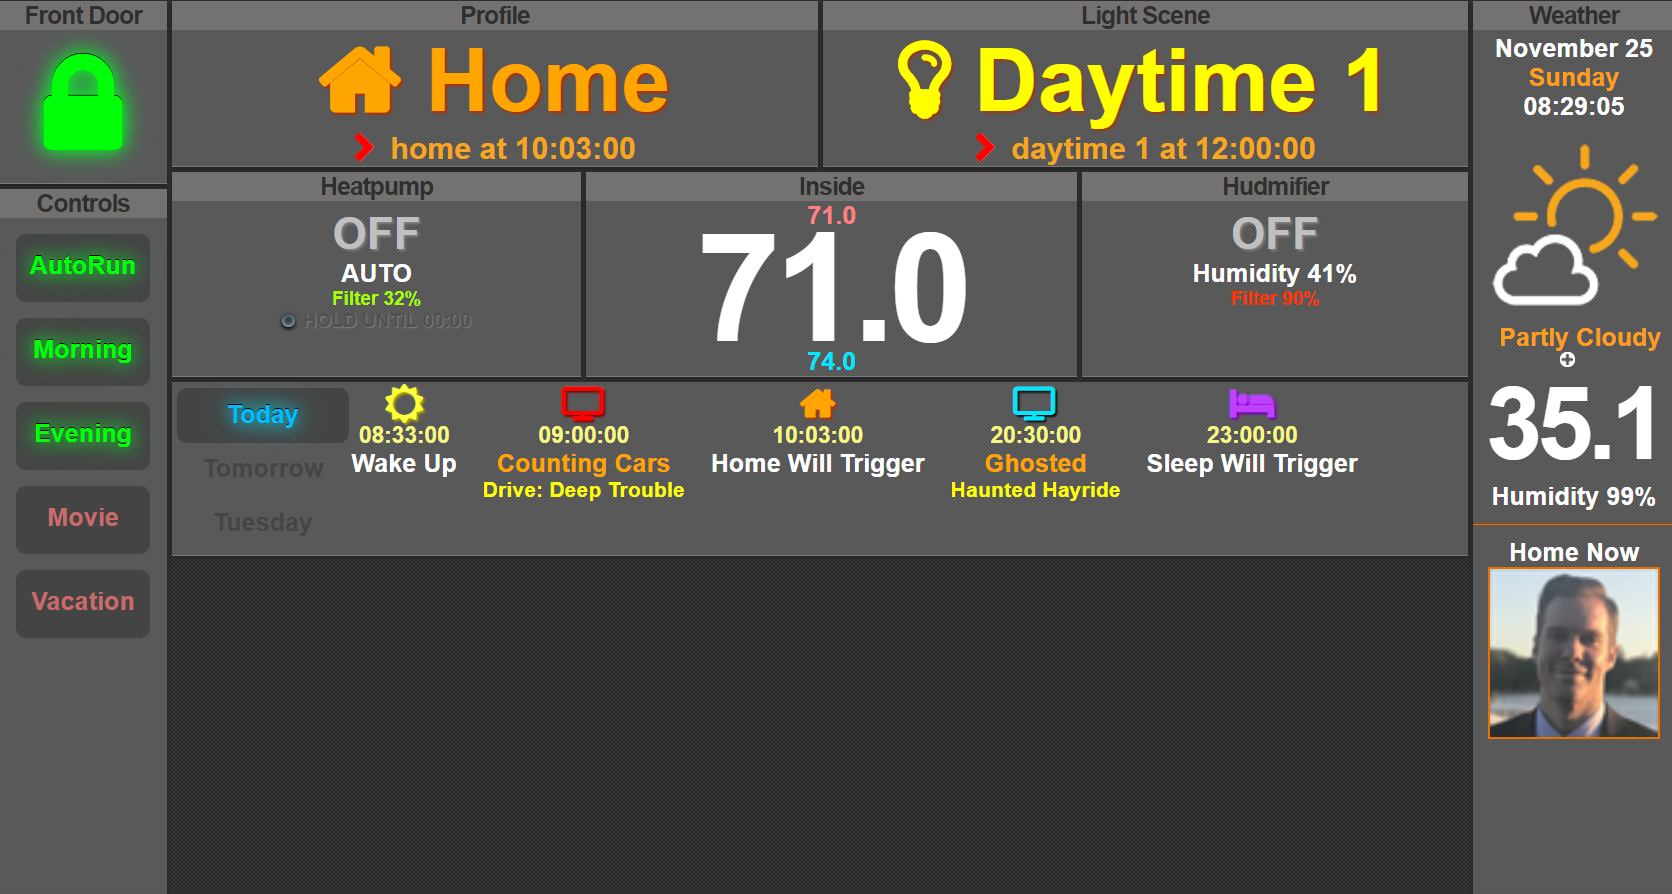 Front Door
Controls
AutoRun
Morning
Evening
Movie
Vacation
Profile
Home
home at 10:03:00
Light Scene
Daytime 1
daytime 1 at 12:00:00
Heatpump
OFF
AUTO
Filter 32%
HOLD UNTIL 00:00
Inside
71.0
71.0
74.0
Hudmifier
OFF
Humidity 41%
Filter 90%
Today
Tomorrow
Tuesday
08:33:00
Wake Up
09:00:00
Counting Cars
Drive: Deep Trouble
10:03:00
Home Will Trigger
20:30:00
Ghosted
Haunted Hayride
23:00:00
Sleep Will Trigger
Weather
November 25
Sunday
08:29:05
Partly Cloudy
35.1
Humidity 99%
Home Now